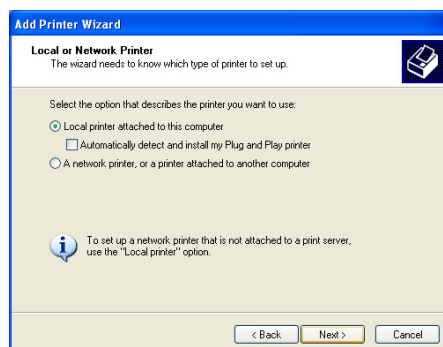 Add Printer Wizard
Local or Network Printer
The wizard needs to know which type of printer to set up.
Select the option that describes the printer you want to use:
Local printer attached to this computer
Automatically detect and install my Plug and Play printer
A network printer, or a printer attached to another computer
To set up a network printer that is not attached to a print server,
use the "Local printer" option.
< Back
Next >
Cancel